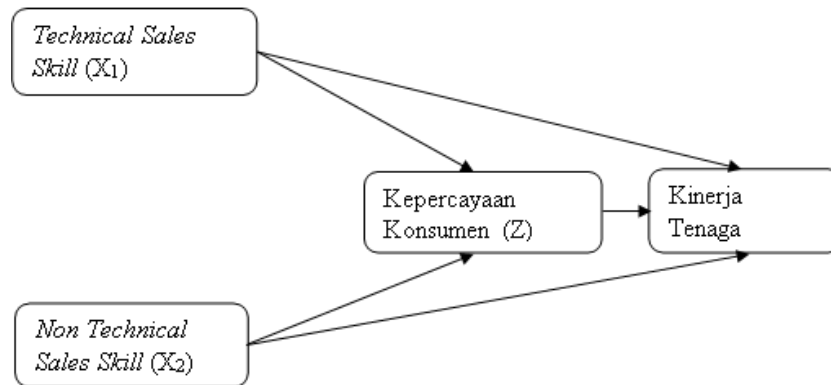 Technical Sales
Skill (X₁)
Kepercayaan
Konsumen (Z)
Kinerja
Tenaga
Non Technical
Sales Skill (X₂)